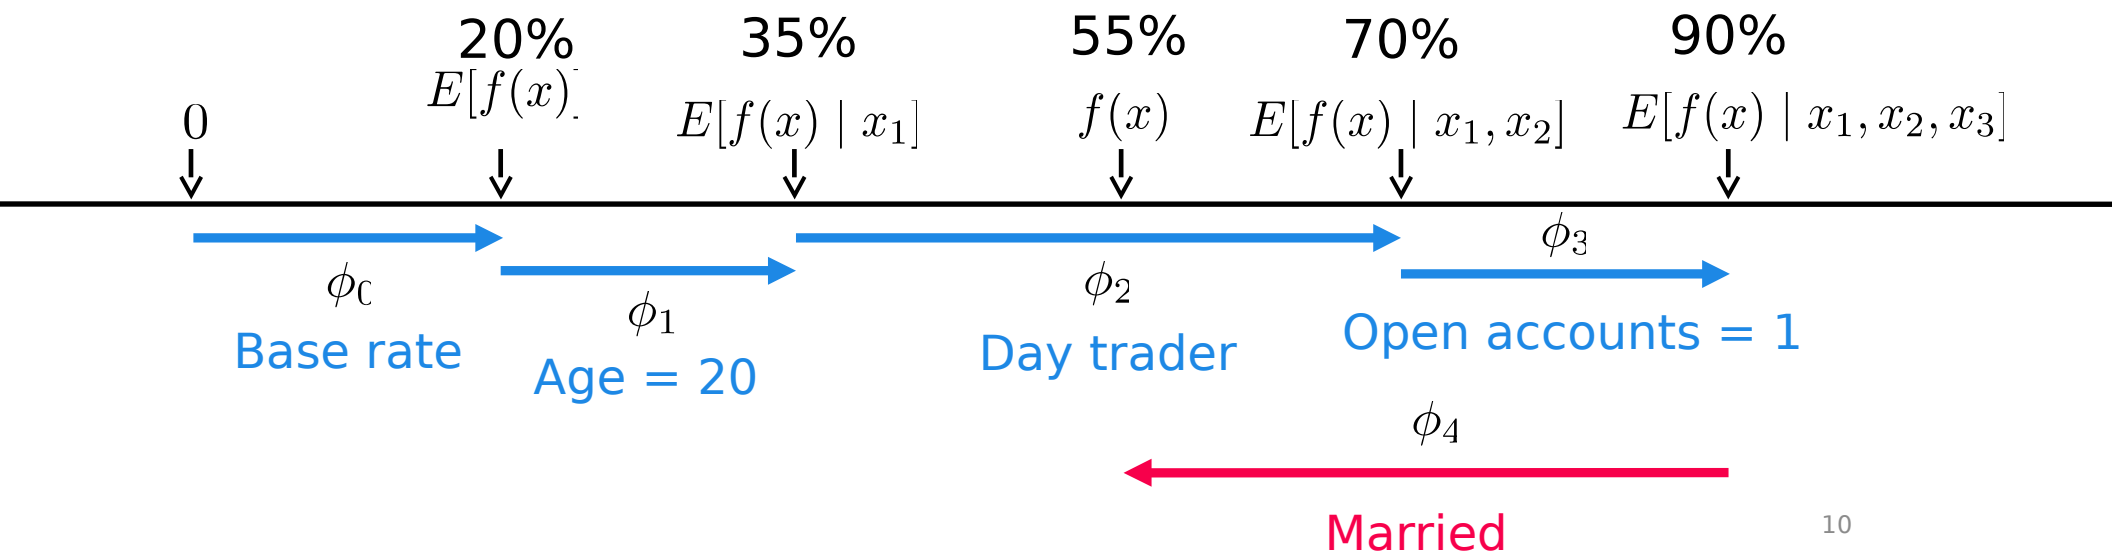 20% 35% 55% 70% 90%
0 E[f(x)] E[f(x) | x₁] f(x) E[f(x) | x₁, x₂] E[f(x) | x₁, x₂, x₃]
ϕ₀ ϕ₁ ϕ₂ ϕ₃
Base rate Age = 20 Day trader Open accounts = 1
ϕ₄
Married
10